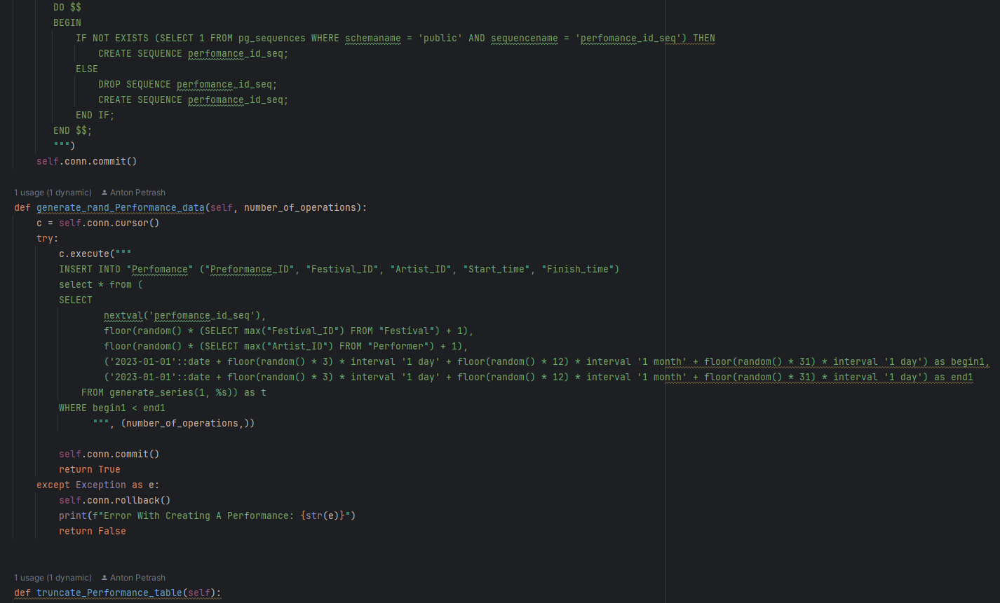 DO $$
BEGIN
IF NOT EXISTS (SELECT 1 FROM pg_sequences WHERE schemaname = 'public' AND sequencename = 'perfomance_id_seq') THEN
CREATE SEQUENCE perfomance_id_seq;
ELSE
DROP SEQUENCE perfomance_id_seq;
CREATE SEQUENCE perfomance_id_seq;
END IF;
END $$;
""")
self.conn.commit()
1 usage (1 dynamic) Anton Petrash
def generate_rand_Performance_data(self, number_of_operations):
c = self.conn.cursor()
try:
c.execute("""
INSERT INTO "Perfomance" ("Preformance_ID", "Festival_ID", "Artist_ID", "Start_time", "Finish_time")
select * from (
SELECT
nextval('perfomance_id_seq'),
floor(random() * (SELECT max("Festival_ID") FROM "Festival") + 1),
floor(random() * (SELECT max("Artist_ID") FROM "Performer") + 1),
('2023-01-01'::date + floor(random() * 3) * interval '1 day' + floor(random() * 12) * interval '1 month' + floor(random() * 31) * interval '1 day') as begin1,
('2023-01-01'::date + floor(random() * 3) * interval '1 day' + floor(random() * 12) * interval '1 month' + floor(random() * 31) * interval '1 day') as end1
FROM generate_series(1, %s)) as t
WHERE begin1 < end1
""", (number_of_operations,))
self.conn.commit()
return True
except Exception as e:
self.conn.rollback()
print(f"Error With Creating A Performance: {str(e)}")
return False
1 usage (1 dynamic) Anton Petrash
def truncate_Performance_table(self):